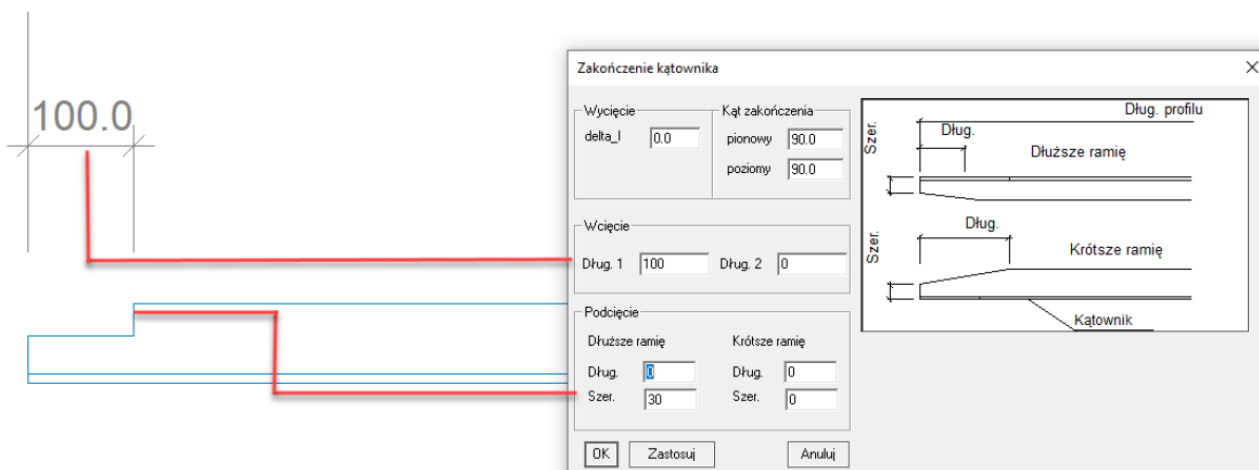 100.0
Zakończenie kątownika
Wycięcie
delta_l 0.0
Kąt zakończenia
pionowy 90.0
poziomy 90.0
Wcięcie
Dług. 1 100 Dług. 2 0
Podcięcie
Dłuższe ramię Krótsze ramię
Dług. 0 Dług. 0
Szer. 30 Szer. 0
OK Zastosuj Anuluj
Dług. profilu
Szer.
Dług.
Dłuższe ramię
Dług.
Szer.
Krótsze ramię
Kątownik